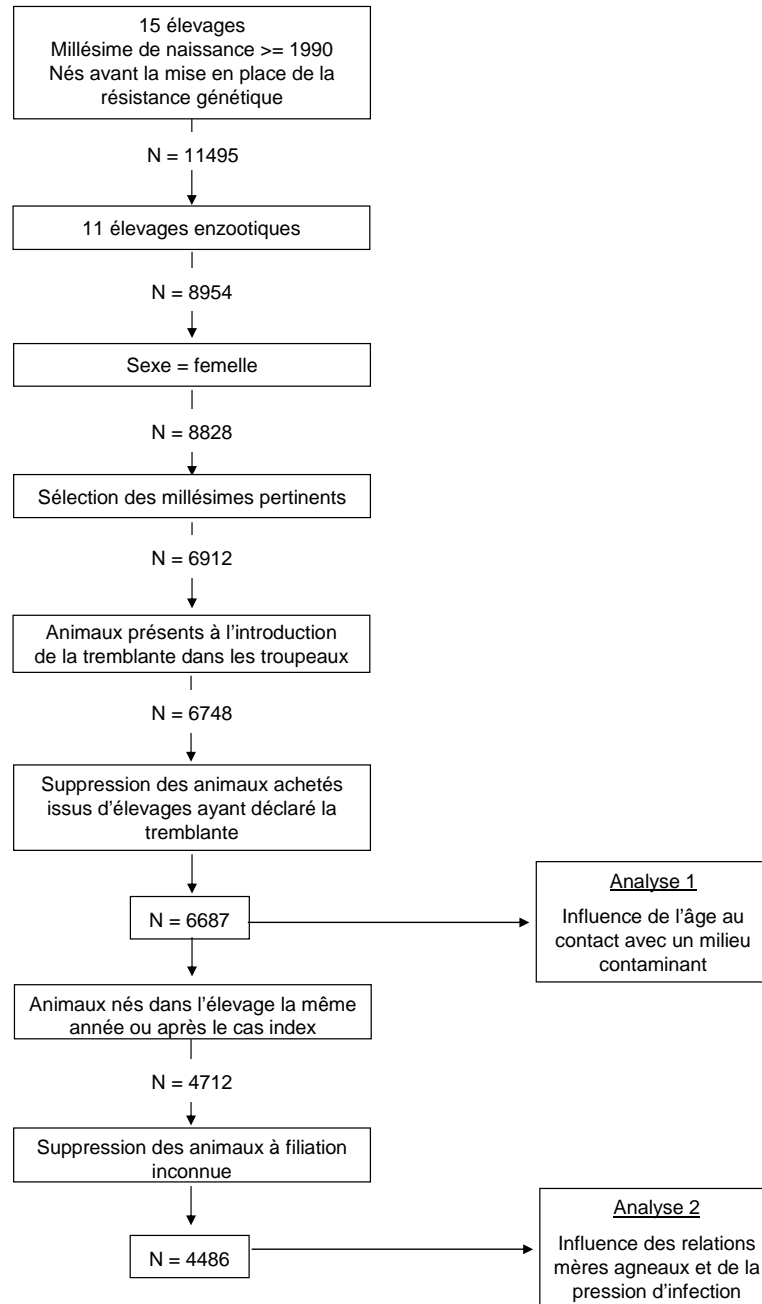 15 élevages
Millésime de naissance >= 1990
Nés avant la mise en place de la
résistance génétique
N = 11495
11 élevages enzootiques
N = 8954
Sexe = femelle
N = 8828
Sélection des millésimes pertinents
N = 6912
Animaux présents à l’introduction
de la tremblante dans les troupeaux
N = 6748
Suppression des animaux achetés
issus d’élevages ayant déclaré la
tremblante
N = 6687
Analyse 1
Influence de l’âge au
contact avec un milieu
contaminant
Animaux nés dans l’élevage la même
année ou après le cas index
N = 4712
Suppression des animaux à filiation
inconnue
N = 4486
Analyse 2
Influence des relations
mères agneaux et de la
pression d’infection